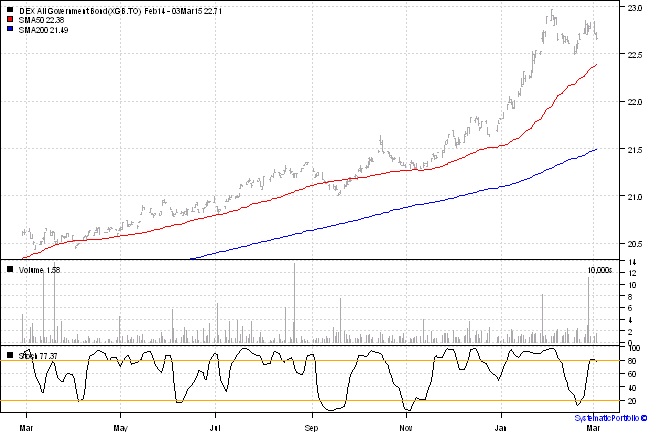 DEX All Government Bond(XGB.TO) Feb14 - 03Mar15 22.71
SMA50 22.38
SMA200 21.49
23.0
22.5
22.0
21.5
21.0
20.5
Volume 1.58
10,000s
14
12
10
8
6
4
2
0
Stoch 77.37
100
80
60
40
20
Mar May Jul Sep Nov Jan Mar
SystematicPortfolio ©